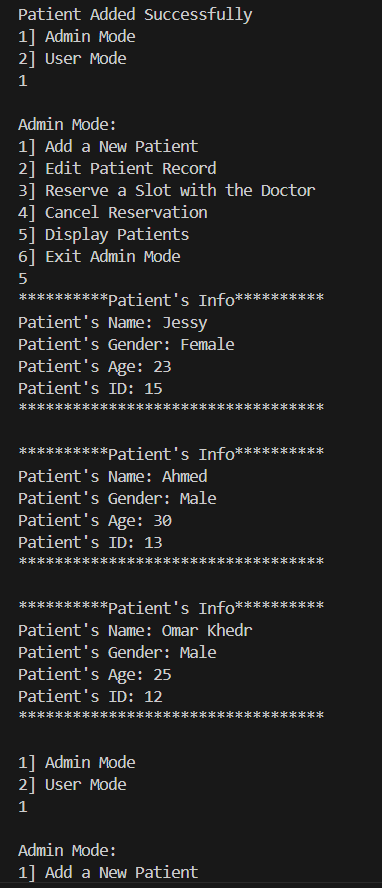 Patient Added Successfully
1] Admin Mode
2] User Mode
1
Admin Mode:
1] Add a New Patient
2] Edit Patient Record
3] Reserve a Slot with the Doctor
4] Cancel Reservation
5] Display Patients
6] Exit Admin Mode
5
**********Patient's Info**********
Patient's Name: Jessy
Patient's Gender: Female
Patient's Age: 23
Patient's ID: 15
**********************************
**********Patient's Info**********
Patient's Name: Ahmed
Patient's Gender: Male
Patient's Age: 30
Patient's ID: 13
**********************************
**********Patient's Info**********
Patient's Name: Omar Khedr
Patient's Gender: Male
Patient's Age: 25
Patient's ID: 12
**********************************
1] Admin Mode
2] User Mode
1
Admin Mode:
1] Add a New Patient